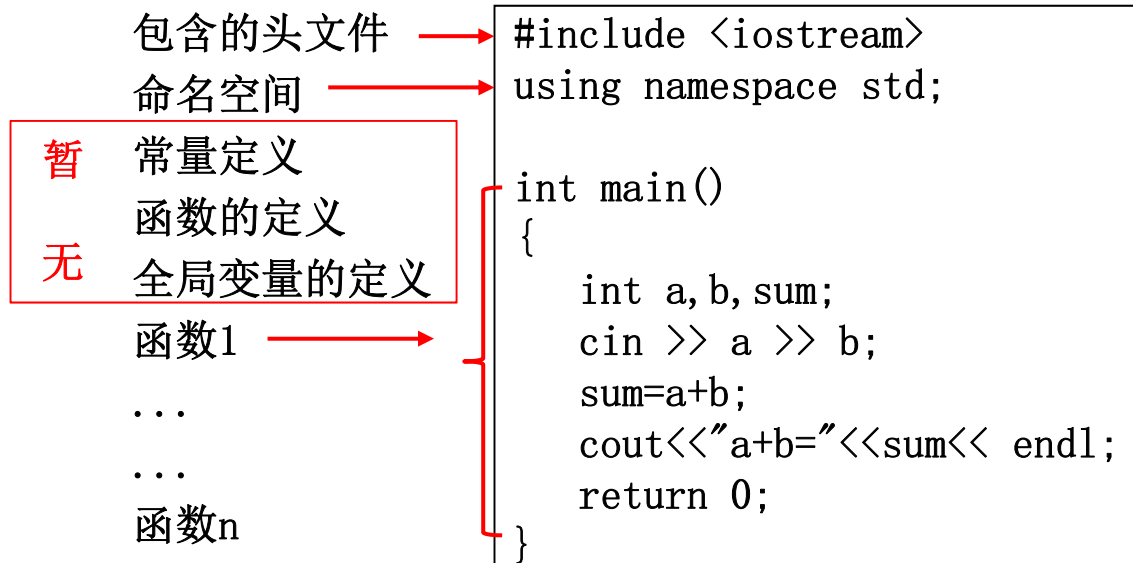 包含的头文件
命名空间
暂
常量定义
函数的定义
无
全局变量的定义
函数1
...
...
函数n
#include <iostream>
using namespace std;
int main()
{
int a,b,sum;
cin >> a >> b;
sum=a+b;
cout<<"a+b="<<sum<< endl;
return 0;
}